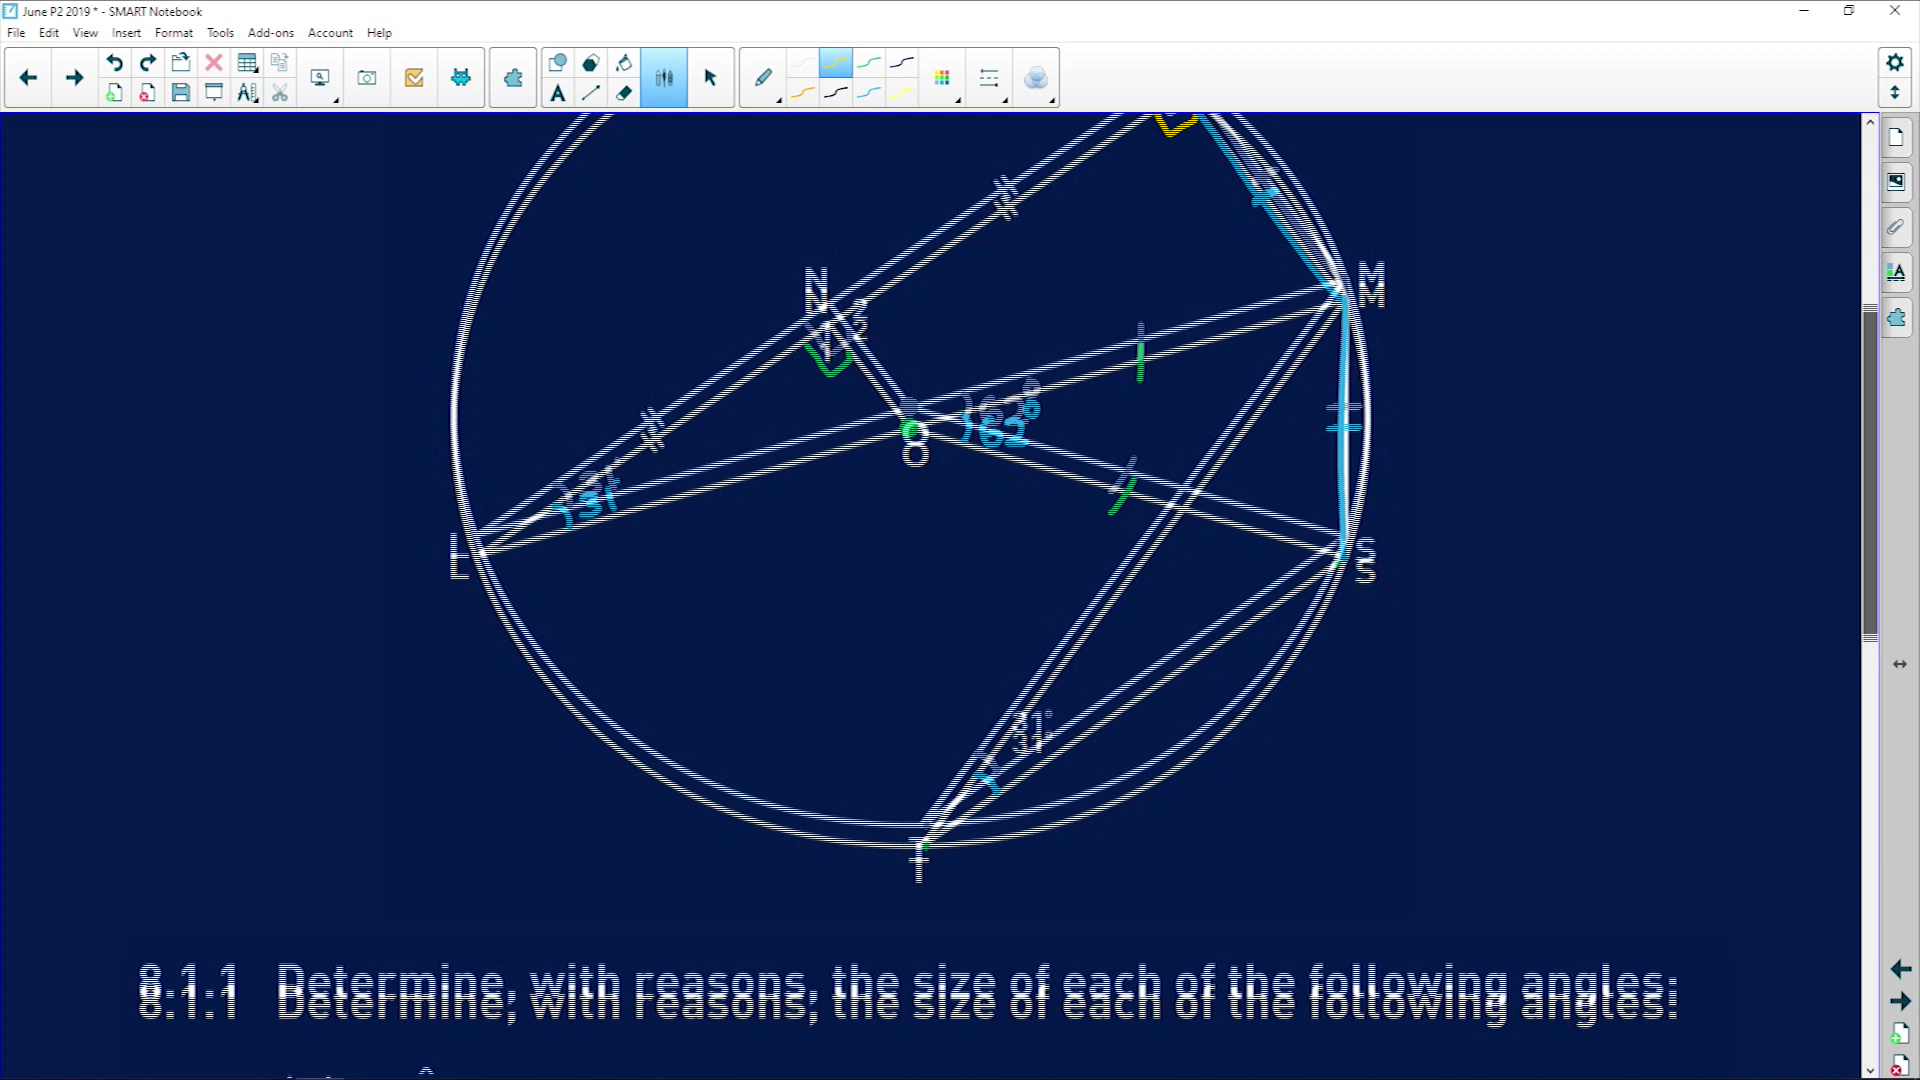 June P2 2019 * - SMART Notebook
File Edit View Insert Format Tools Add-ons Account Help
N
M
62°
O
31°
L
S
31°
T
8.1.1 Determine, with reasons, the size of each of the following angles: